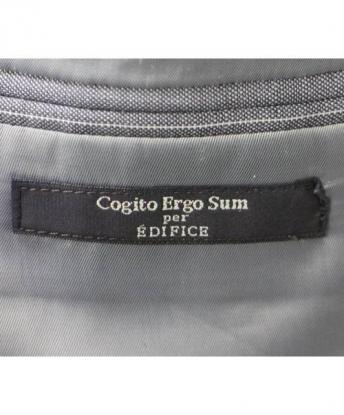 Cogito Ergo Sum
per
ÉDIFICE